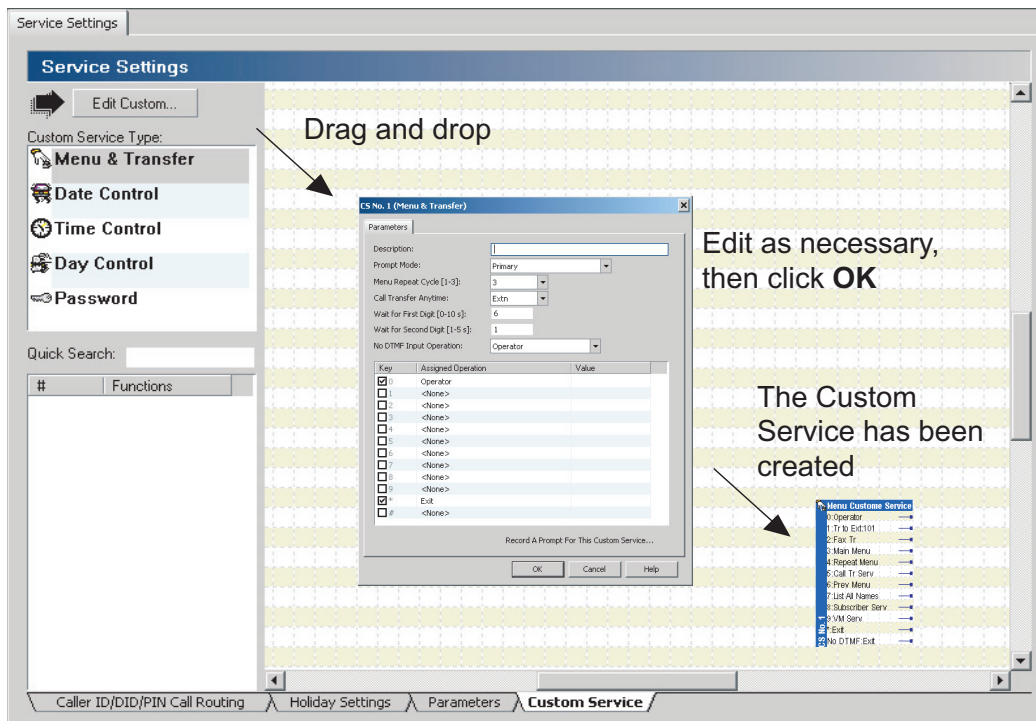 Service Settings
Service Settings
Edit Custom...
Custom Service Type:
Menu & Transfer
Date Control
Time Control
Day Control
Password
Quick Search:
# Functions
Drag and drop
CS No. 1 (Menu & Transfer)
Parameters
Description:
Prompt Mode: Primary
Menu Repeat Cycle [1-3]: 3
Call Transfer Anytime: Extn
Wait for First Digit [0-10 s]: 6
Wait for Second Digit [1-5 s]: 1
No DTMF Input Operation: Operator
Key Assigned Operation Value
0 Operator
1 <None>
2 <None>
3 <None>
4 <None>
5 <None>
6 <None>
7 <None>
8 <None>
9 <None>
* Exit
# <None>
Record A Prompt For This Custom Service...
OK Cancel Help
Edit as necessary,
then click OK
The Custom
Service has been
created
Menu Custome Service
0:Operator
1:Tr to Ext:101
2:Fax Tr
3:Main Menu
4:Repeat Menu
5:Call Tr Serv
6:Prev Menu
7:List All Names
8:Subscriber Serv
9:VM Serv
*:Exit
No DTMF:Exit
CS No. 1
Caller ID/DID/PIN Call Routing Holiday Settings Parameters Custom Service